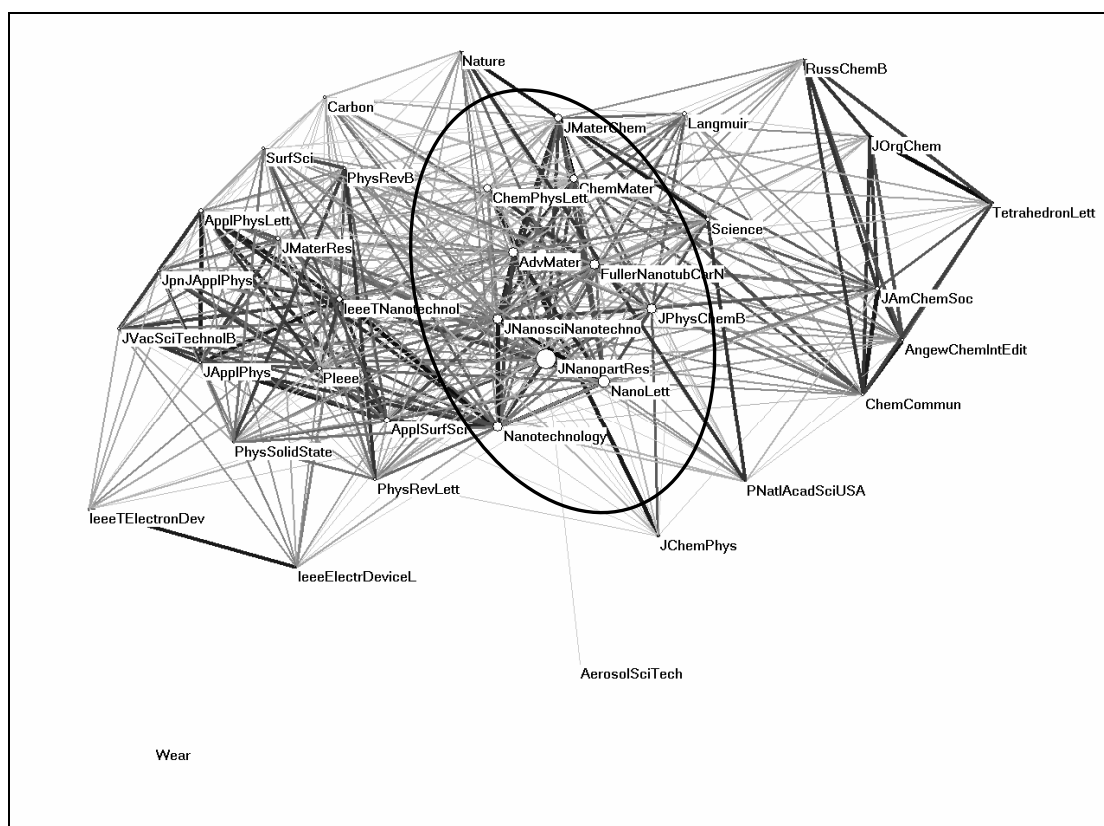 Nature
RussChemB
Carbon
JMaterChem
Langmuir
JOrgChem
SurfSci
PhysRevB
ChemMater
ChemPhysLett
TetrahedronLett
ApplPhysLett
Science
JMaterRes
AdvMater
FullerNanotubCarN
JpnJApplPhys
JAmChemSoc
IeeeTNanotechnol
JPhysChemB
JNanosciNanotechno
JVacSciTechnolB
AngewChemIntEdit
JApplPhys
PIeee
JNanopartRes
NanoLett
ChemCommun
ApplSurfSci
Nanotechnology
PhysSolidState
PhysRevLett
PNatlAcadSciUSA
IeeeTElectronDev
JChemPhys
IeeeElectrDeviceL
AerosolSciTech
Wear